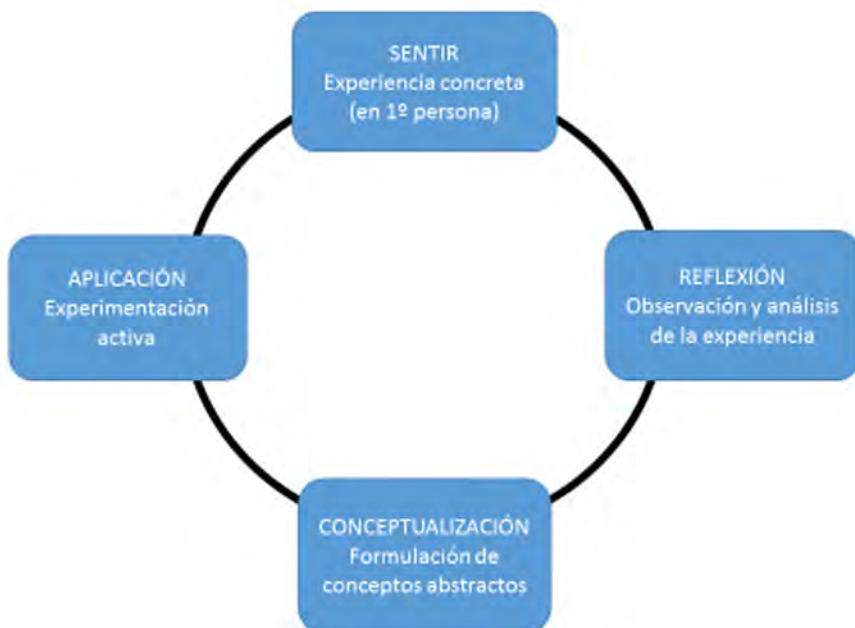 SENTIR
Experiencia concreta
(en 1º persona)
REFLEXIÓN
Observación y análisis
de la experiencia
CONCEPTUALIZACIÓN
Formulación de
conceptos abstractos
APLICACIÓN
Experimentación
activa